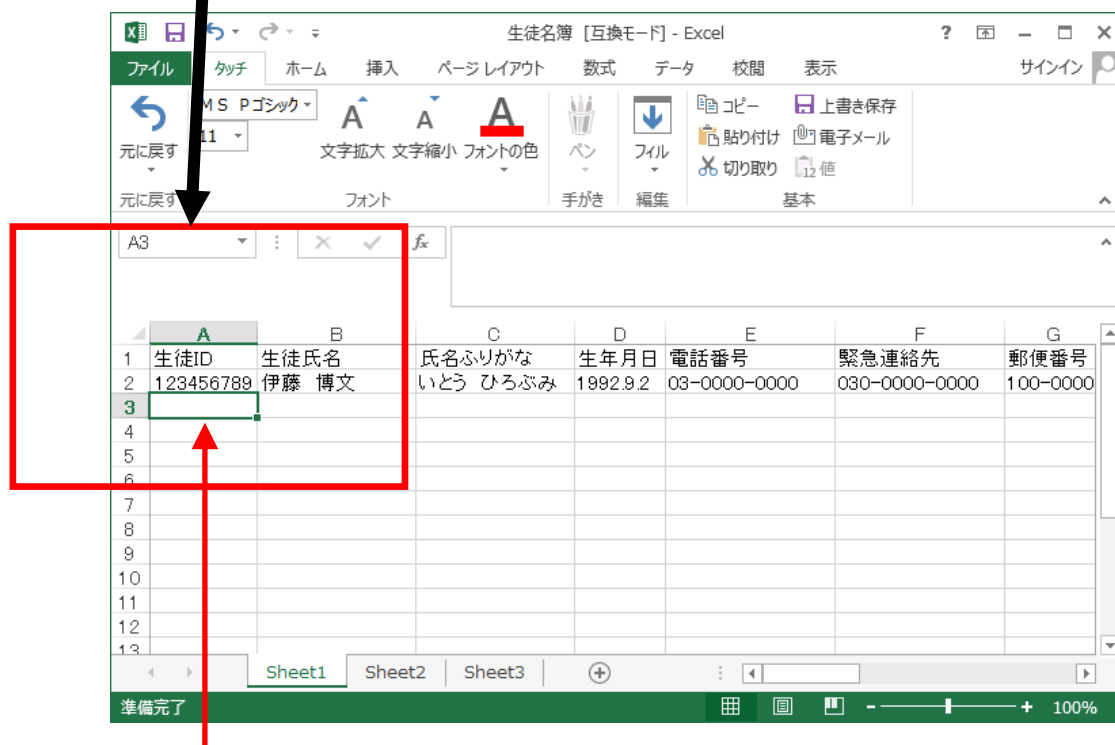 生徒名簿 [互換モード] - Excel
ファイル タッチ ホーム 挿入 ページ レイアウト 数式 データ 校閲 表示 サインイン
ＭＳ Ｐゴシック
11
元に戻す 文字拡大 文字縮小 フォントの色 ペン フィル コピー 上書き保存
貼り付け 電子メール
切り取り 値
元に戻す フォント 手がき 編集 基本
A3 fx
A B C D E F G
1 生徒ID 生徒氏名 氏名ふりがな 生年月日 電話番号 緊急連絡先 郵便番号
2 123456789 伊藤 博文 いとう ひろぶみ 1992.9.2 03-0000-0000 030-0000-0000 100-0000
3
4
5
6
7
8
9
10
11
12
13
Sheet1 Sheet2 Sheet3
準備完了 100%